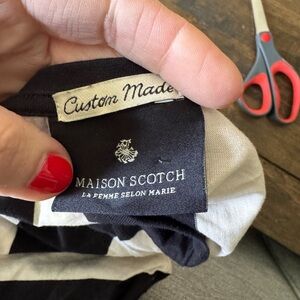 Custom Made
MAISON SCOTCH
LA FEMME SELON MARIE